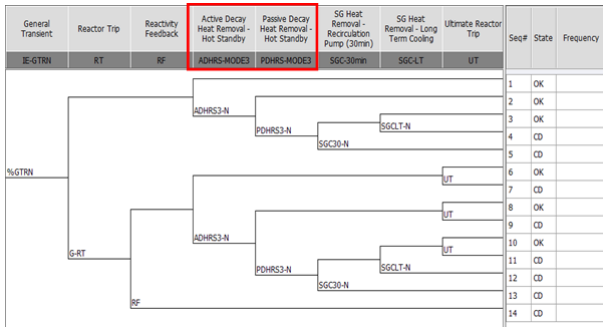 General Transient
Reactor Trip
Reactivity Feedback
Active Decay Heat Removal - Hot Standby
Passive Decay Heat Removal - Hot Standby
SG Heat Removal - Recirculation Pump (30min)
SG Heat Removal - Long Term Cooling
Ultimate Reactor Trip
Seq# State Frequency
IE-GTRN RT RF ADHRS-MODE3 PDHRS-MODE3 SGC-30min SGC-LT UT
1 OK
ADHRS3-N
2 OK
PDHRS3-N
3 OK
SGCLT-N
4 CD
SGC30-N
5 CD
%GTRN
6 OK
UT
7 CD
8 OK
UT
9 CD
ADHRS3-N
10 OK
UT
G-RT
11 CD
PDHRS3-N
SGCLT-N
12 CD
SGC30-N
13 CD
RF
14 CD